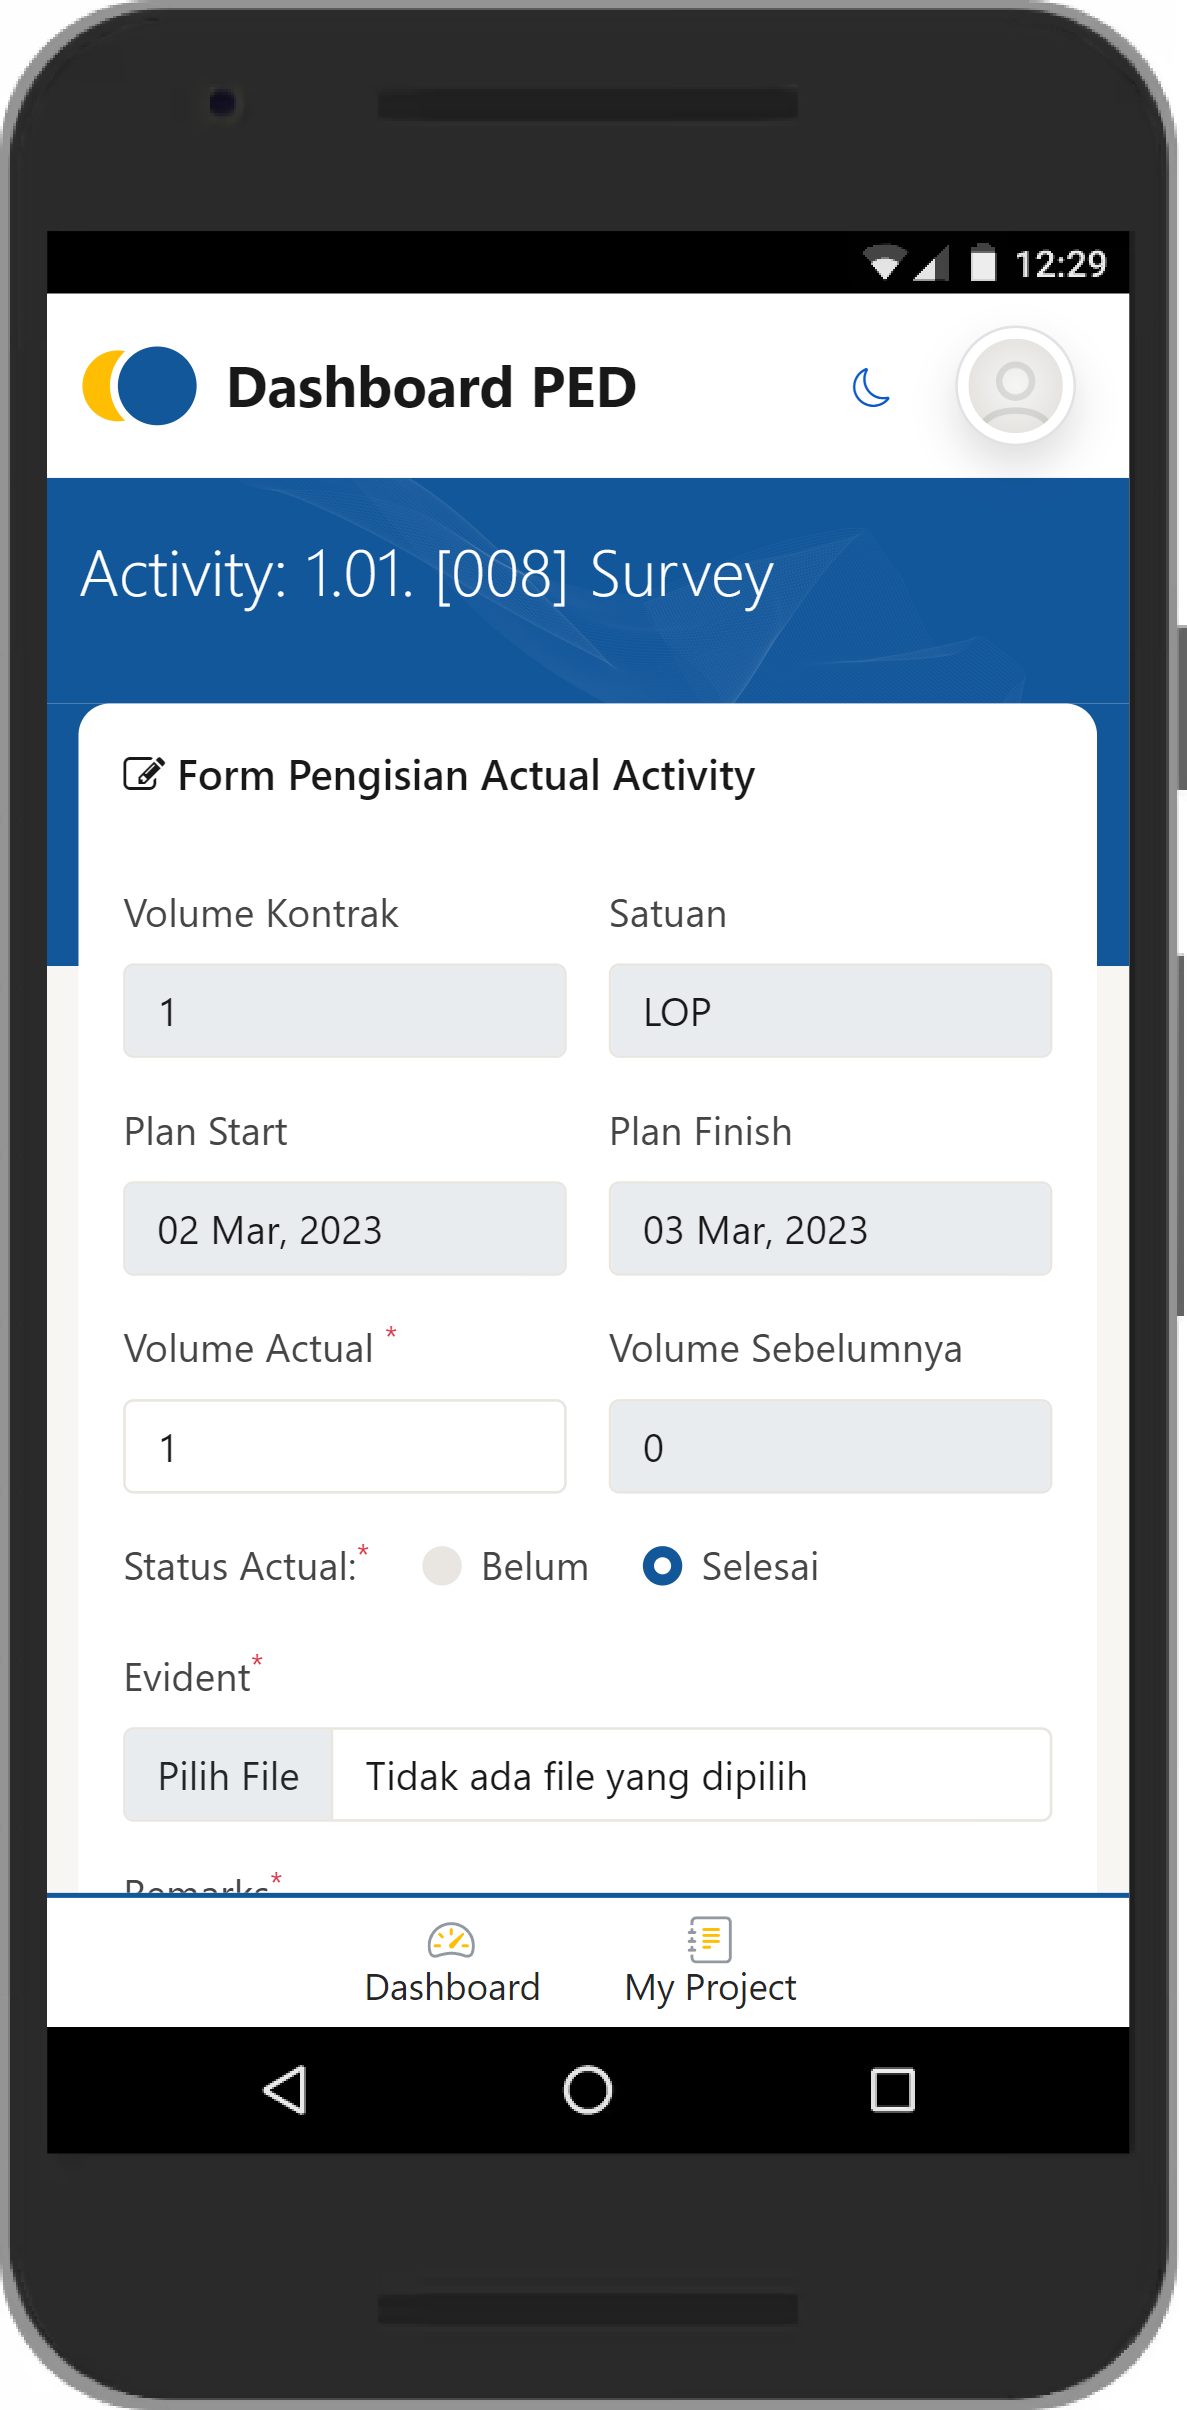 12:29
Dashboard PED
Activity: 1.01. [008] Survey
Form Pengisian Actual Activity
Volume Kontrak Satuan
1 LOP
Plan Start Plan Finish
02 Mar, 2023 03 Mar, 2023
Volume Actual * Volume Sebelumnya
1 0
Status Actual:* Belum Selesai
Evident*
Pilih File Tidak ada file yang dipilih
Remarks*
Dashboard My Project